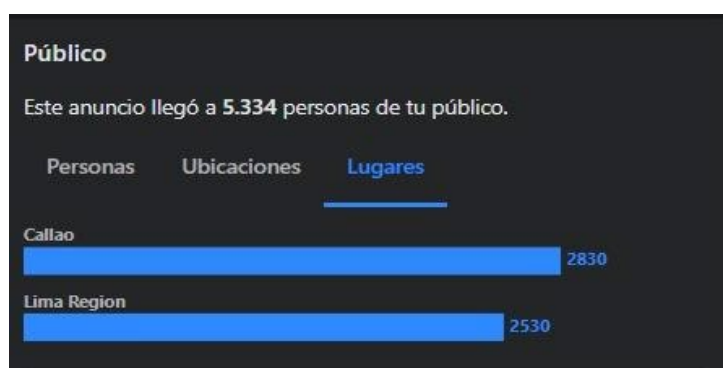 Público
Este anuncio llegó a 5.334 personas de tu público.
Personas Ubicaciones Lugares
Callao
2830
Lima Region
2530